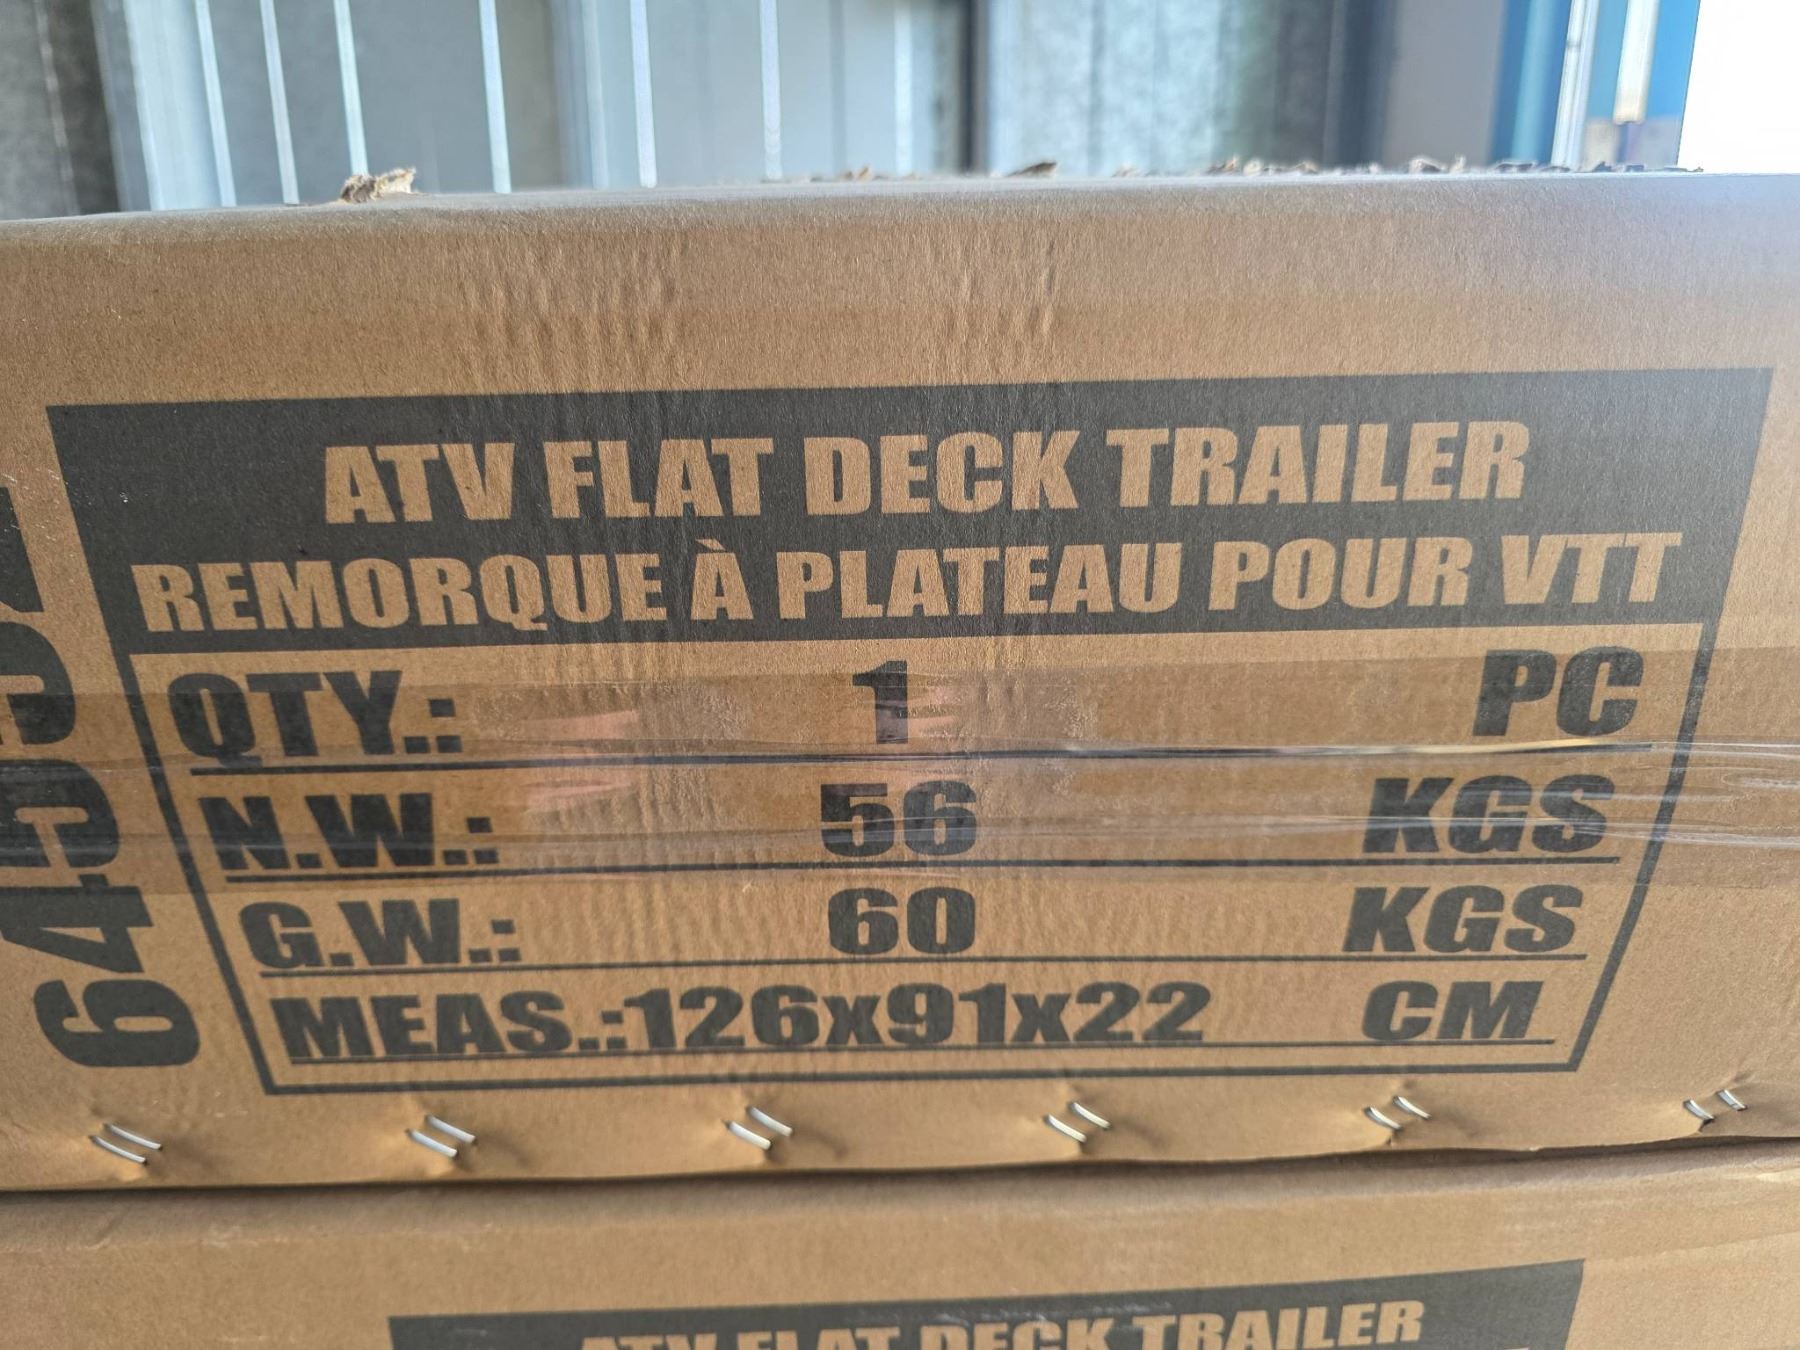 ATV FLAT DECK TRAILER
REMORQUE À PLATEAU POUR VTT
QTY.: 1 PC
N.W.: 56 KGS
G.W.: 60 KGS
MEAS.:126x91x22 CM
ATV FLAT DECK TRAILER